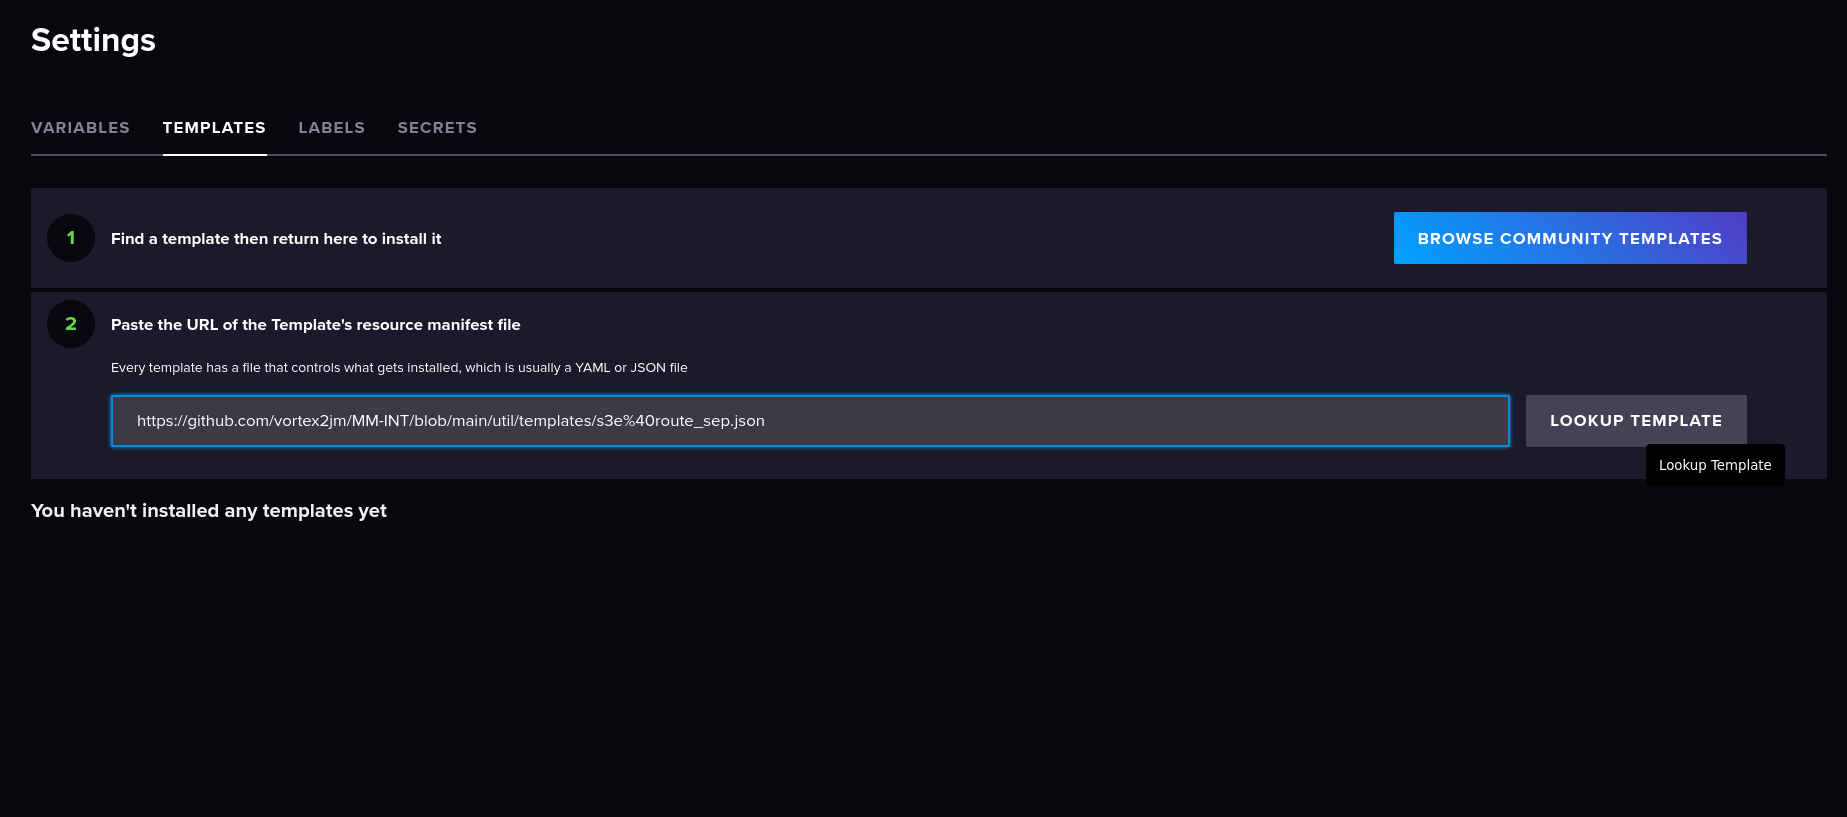 Settings
VARIABLES TEMPLATES LABELS SECRETS
1 Find a template then return here to install it BROWSE COMMUNITY TEMPLATES
2 Paste the URL of the Template's resource manifest file
Every template has a file that controls what gets installed, which is usually a YAML or JSON file
https://github.com/vortex2jm/MM-INT/blob/main/util/templates/s3e%40route_sep.json LOOKUP TEMPLATE
Lookup Template
You haven't installed any templates yet